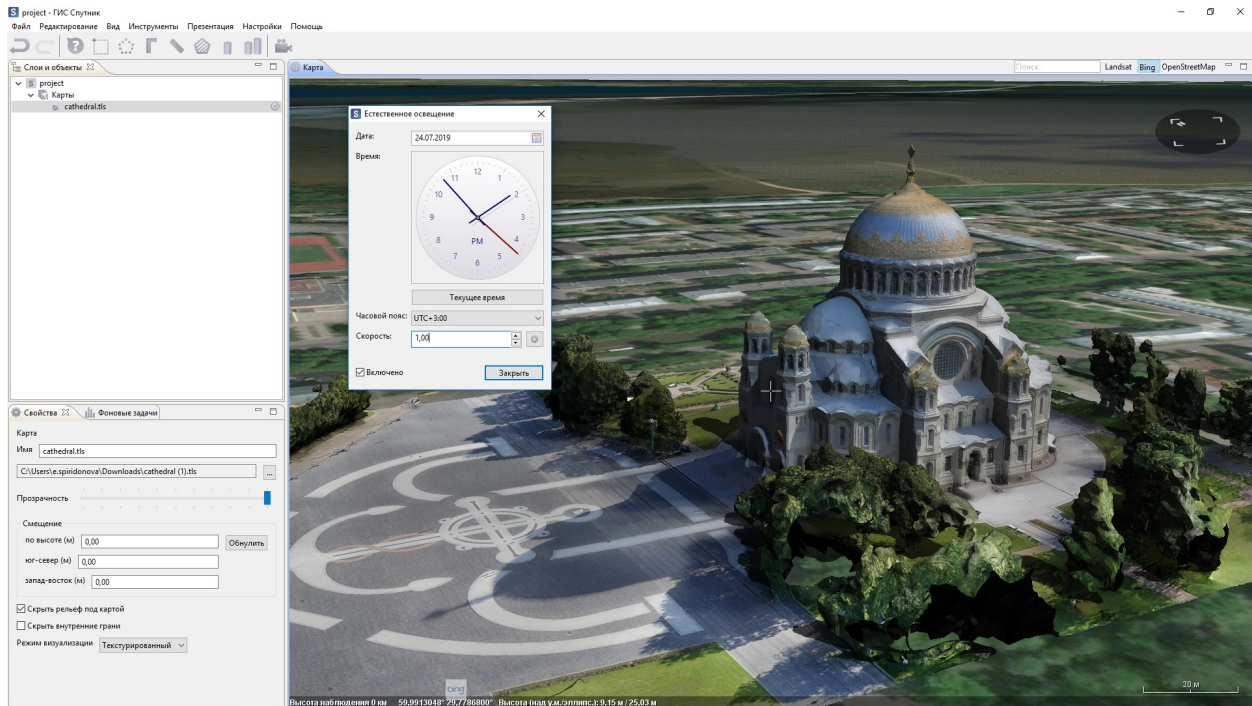 project - ГИС Спутник
Файл Редактирование Вид Инструменты Презентация Настройки Помощь
Слои и объекты
project
Карты
cathedral.tls
Карта
Поиск
Landsat Bing OpenStreetMap
Естественное освещение
Дата: 24.07.2019
Время:
12
11 1
10 2
9 3
8 PM 4
7 5
6
Текущее время
Часовой пояс: UTC+3:00
Скорость: 1,00
Включено Закрыть
Свойства Фоновые задачи
Карта
Имя cathedral.tls
C:\Users\e.spiridonova\Downloads\cathedral (1).tls ...
Прозрачность
Смещение
по высоте (м) 0,00 Обнулить
юг-север (м) 0,00
запад-восток (м) 0,00
Скрыть рельеф под картой
Скрыть внутренние грани
Режим визуализации Текстурированный
bing
20 м
Высота наблюдения 0 км 59,9913048° 29,7786800° Высота (над у.м./эллипс.): 9,15 м / 25,03 м